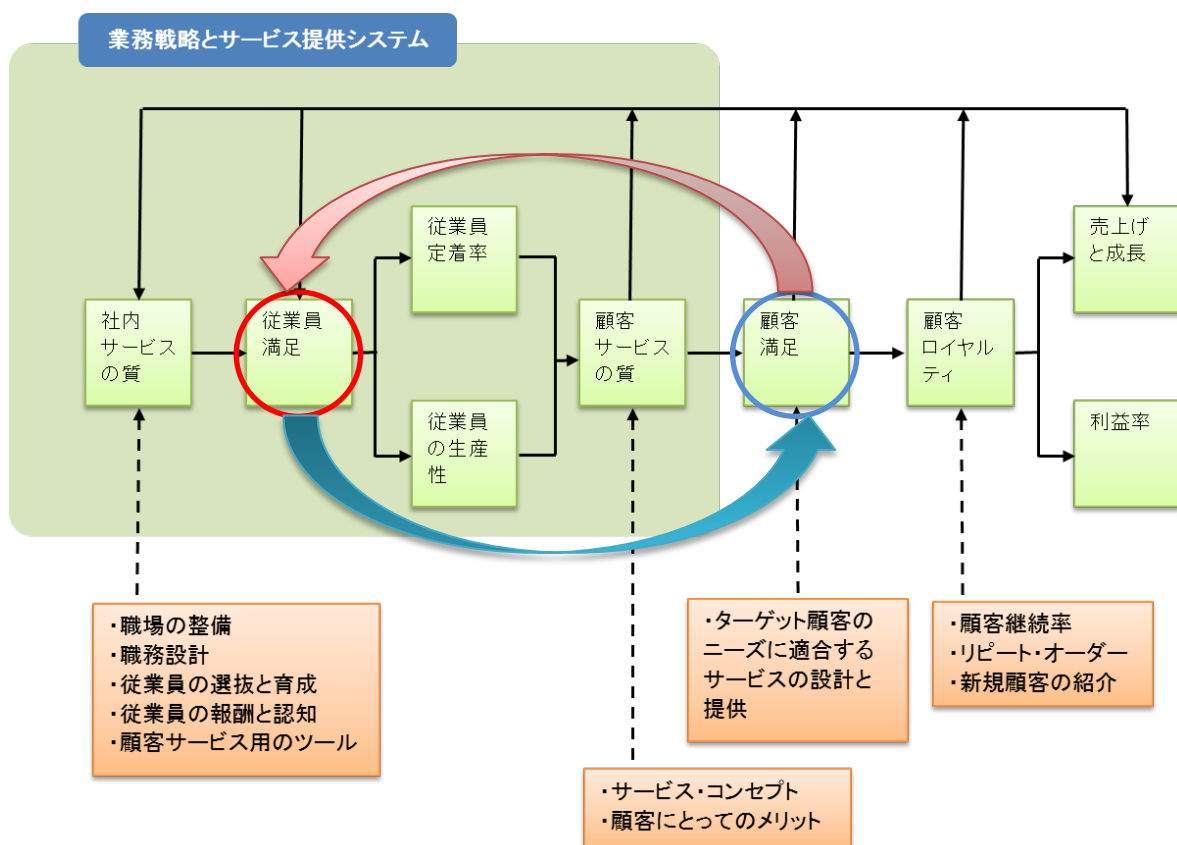 業務戦略とサービス提供システム
従業員
定着率
売上げ
と成長
社内
サービス
の質
従業員
満足
顧客
サービス
の質
顧客
満足
顧客
ロイヤル
ティ
従業員
の生産
性
利益率
・職場の整備
・職務設計
・従業員の選抜と育成
・従業員の報酬と認知
・顧客サービス用のツール
・ターゲット顧客の
ニーズに適合する
サービスの設計と
提供
・顧客継続率
・リピート・オーダー
・新規顧客の紹介
・サービス・コンセプト
・顧客にとってのメリット